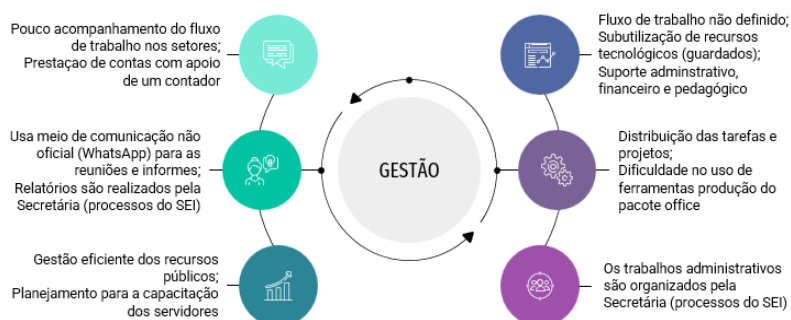 Pouco acompanhamento do fluxo
de trabalho nos setores;
Prestaçao de contas com apoio
de um contador
Usa meio de comunicação não
oficial (WhatsApp) para as
reuniões e informes;
Relatórios são realizados pela
Secretária (processos do SEI)
Gestão eficiente dos recursos
públicos;
Planejamento para a capacitação
dos servidores
GESTÃO
Fluxo de trabalho não definido;
Subutilização de recursos
tecnológicos (guardados);
Suporte adminstrativo,
financeiro e pedagógico
Distribuição das tarefas e
projetos;
Dificuldade no uso de
ferramentas produção do
pacote office
Os trabalhos administrativos
são organizados pela
Secretária (processos do SEI)